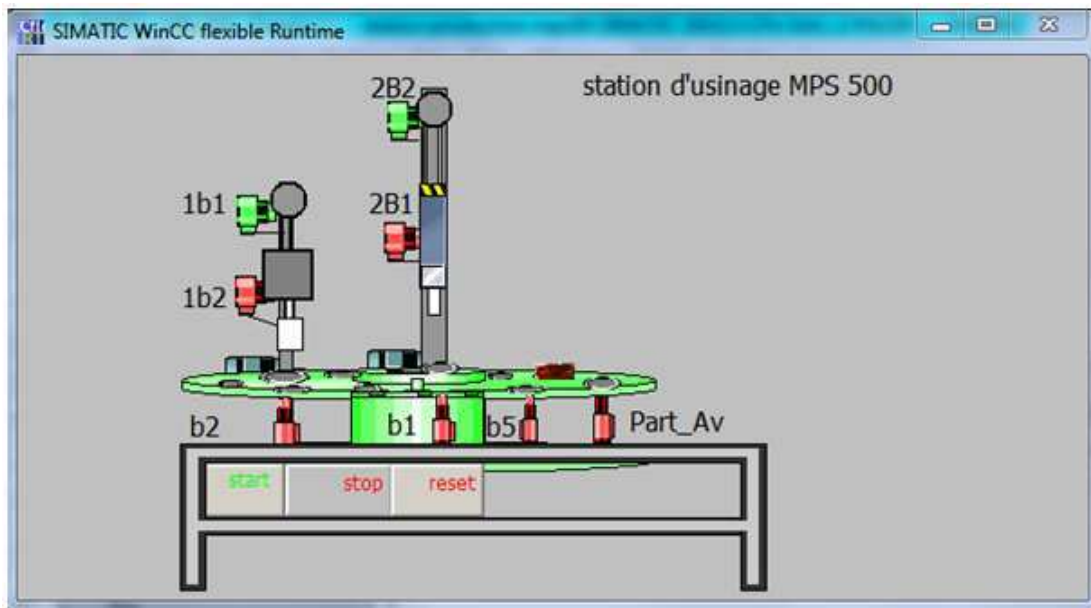 SIMATIC WinCC flexible Runtime
station d'usinage MPS 500
2B2
1b1
2B1
1b2
b2
b1
b5
Part_Av
start
stop
reset